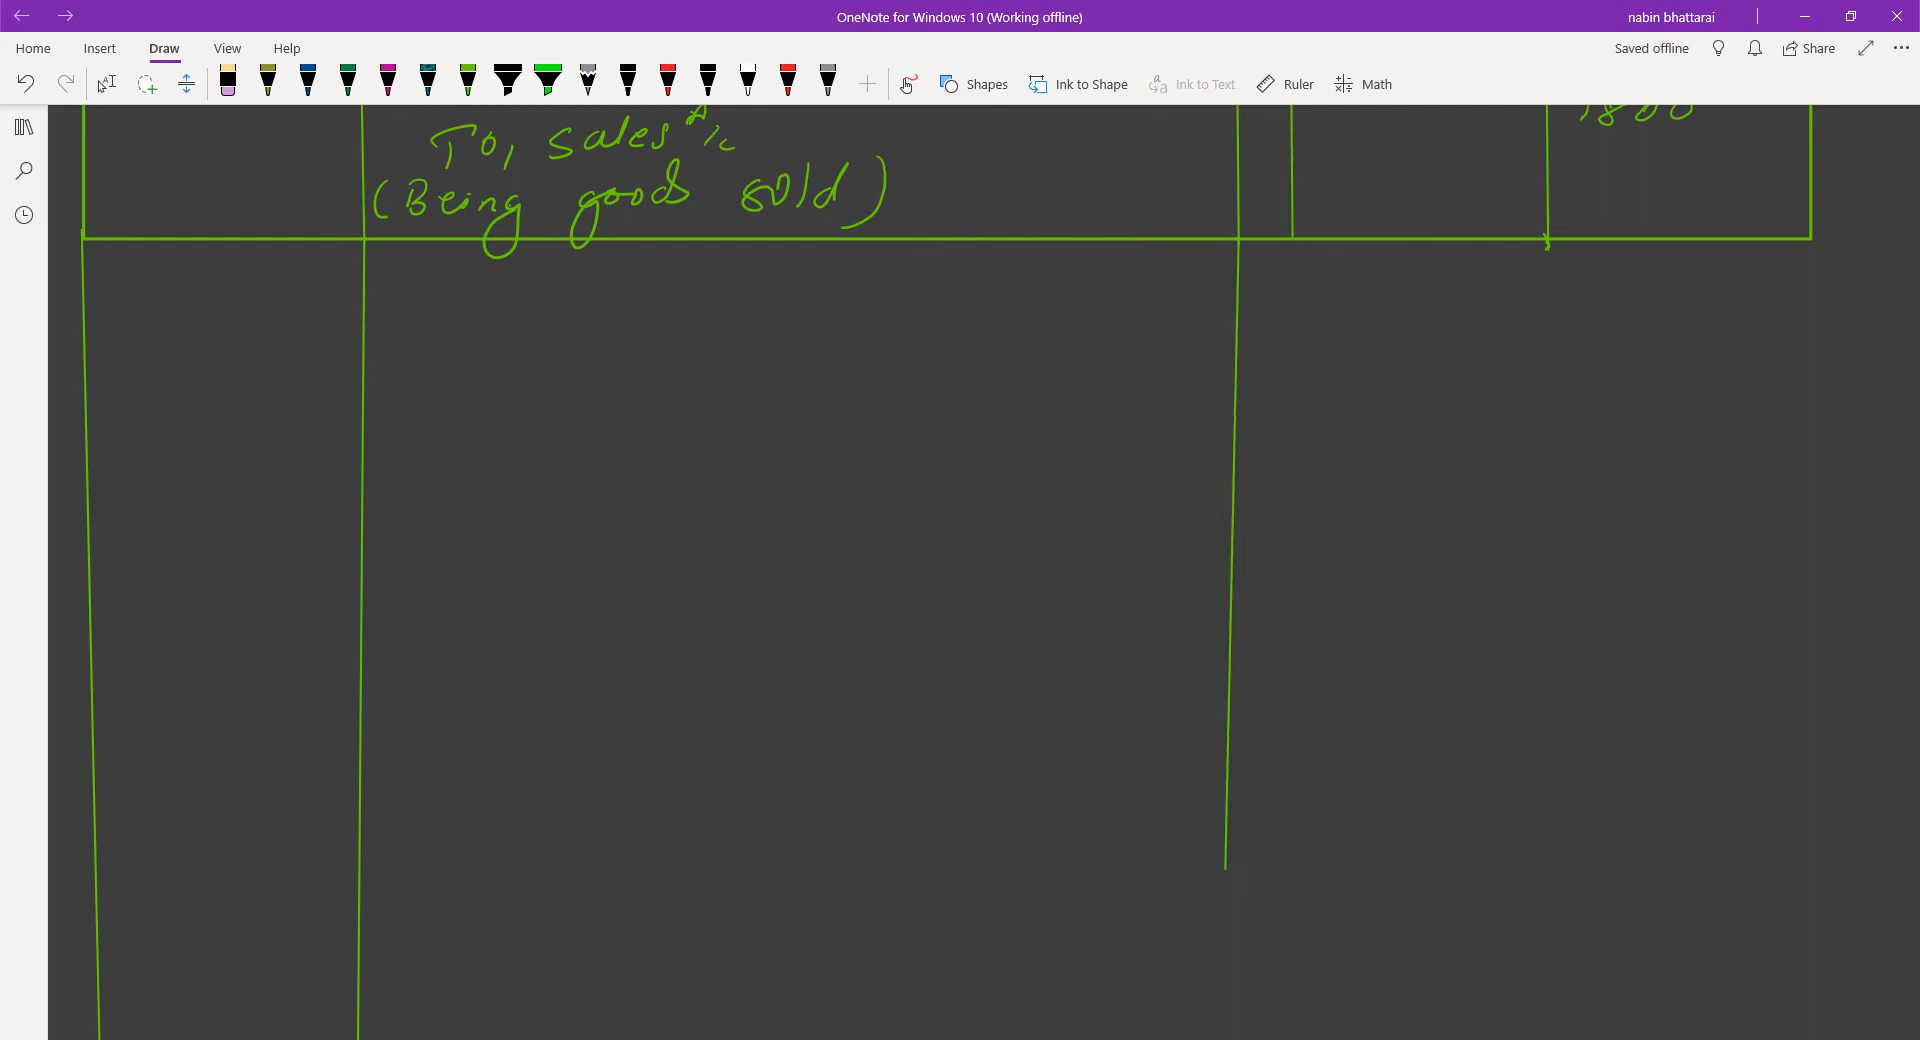 OneNote for Windows 10 (Working offline)
nabin bhattarai
Home Insert Draw View Help
Saved offline Share
Shapes Ink to Shape Ink to Text Ruler Math
To, sales A/c
(Being goods sold)